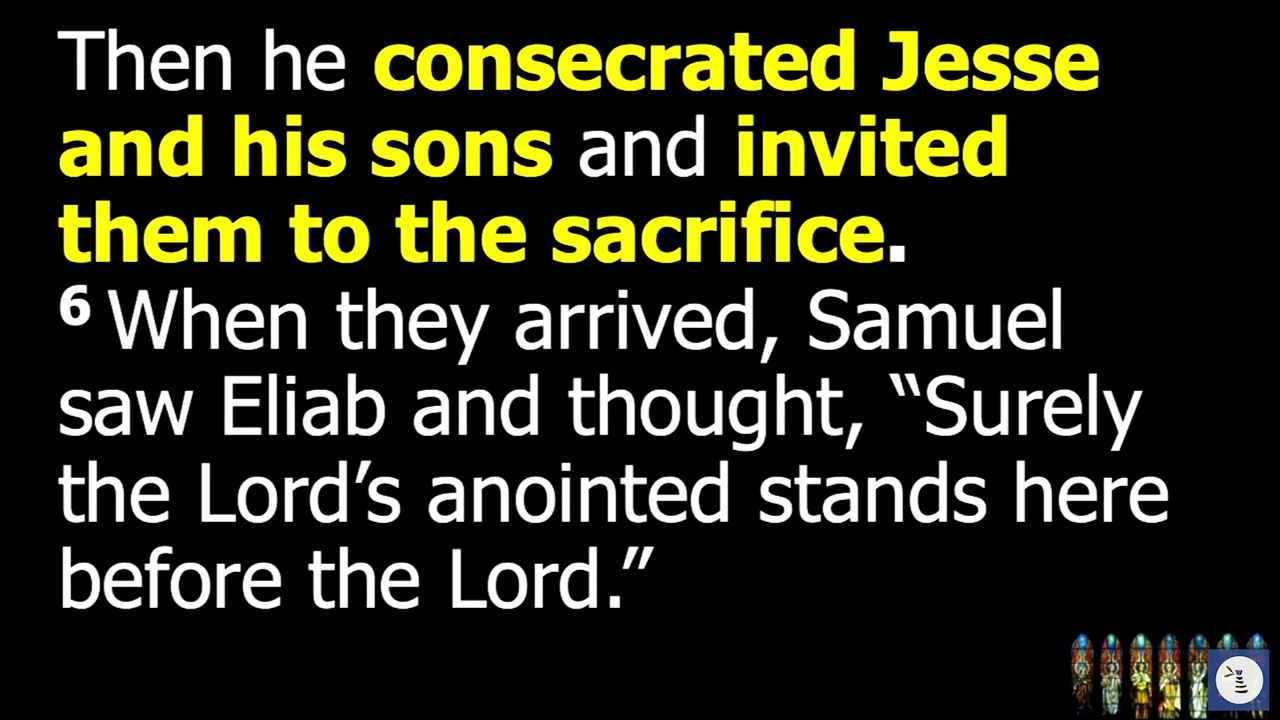 Then he consecrated Jesse
and his sons and invited
them to the sacrifice.
6 When they arrived, Samuel
saw Eliab and thought, “Surely
the Lord’s anointed stands here
before the Lord.”